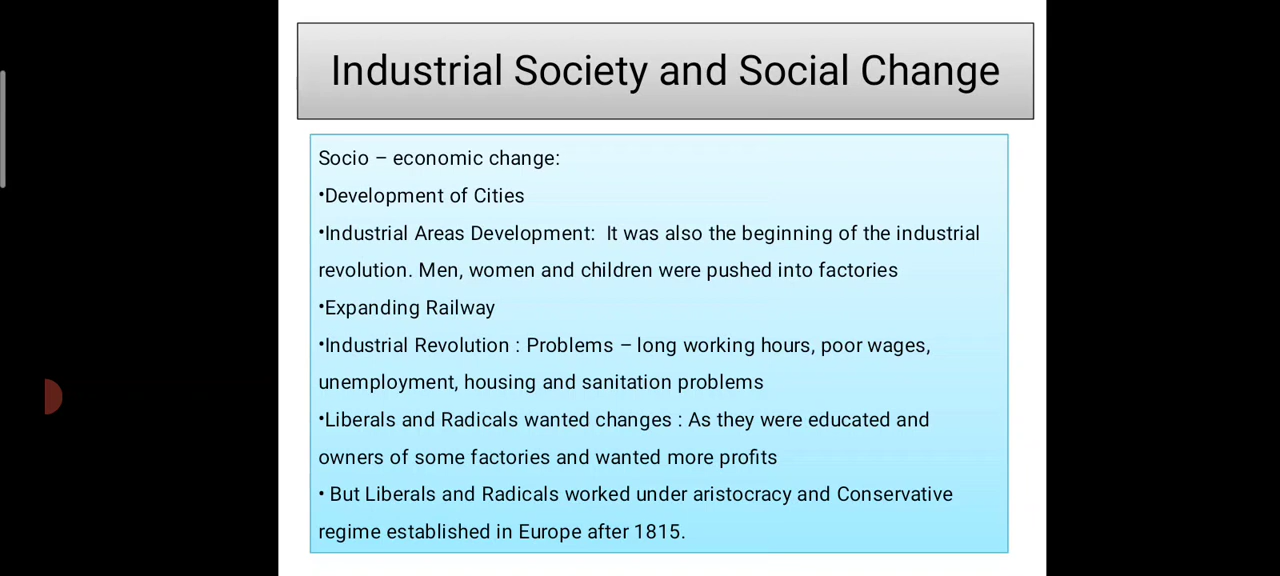 Industrial Society and Social Change
Socio – economic change:
•Development of Cities
•Industrial Areas Development:  It was also the beginning of the industrial
revolution. Men, women and children were pushed into factories
•Expanding Railway
•Industrial Revolution : Problems – long working hours, poor wages,
unemployment, housing and sanitation problems
•Liberals and Radicals wanted changes : As they were educated and
owners of some factories and wanted more profits
• But Liberals and Radicals worked under aristocracy and Conservative
regime established in Europe after 1815.